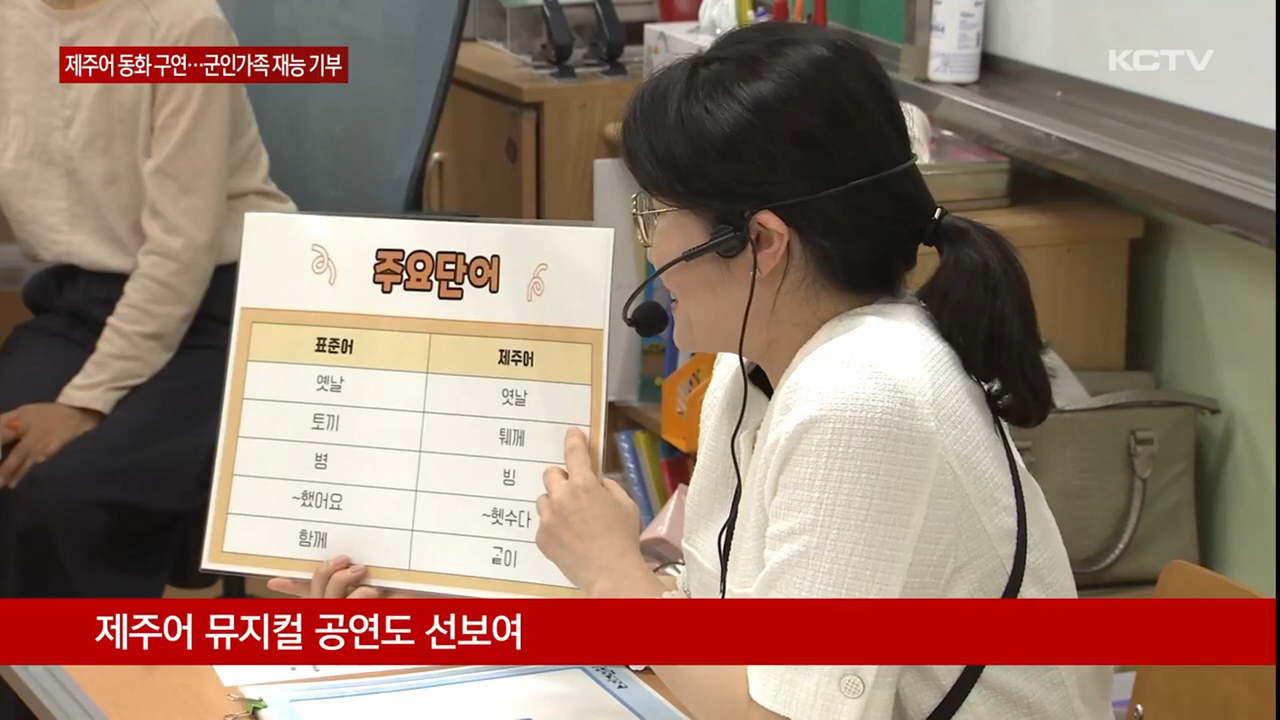 제주어 동화 구연…군인가족 재능 기부
KCTV
주요단어
표준어 제주어
옛날 엿날
토끼 퉤께
병 빙
~했어요 ~헷수다
함께 ᄀᆞᇀ이
제주어 뮤지컬 공연도 선보여